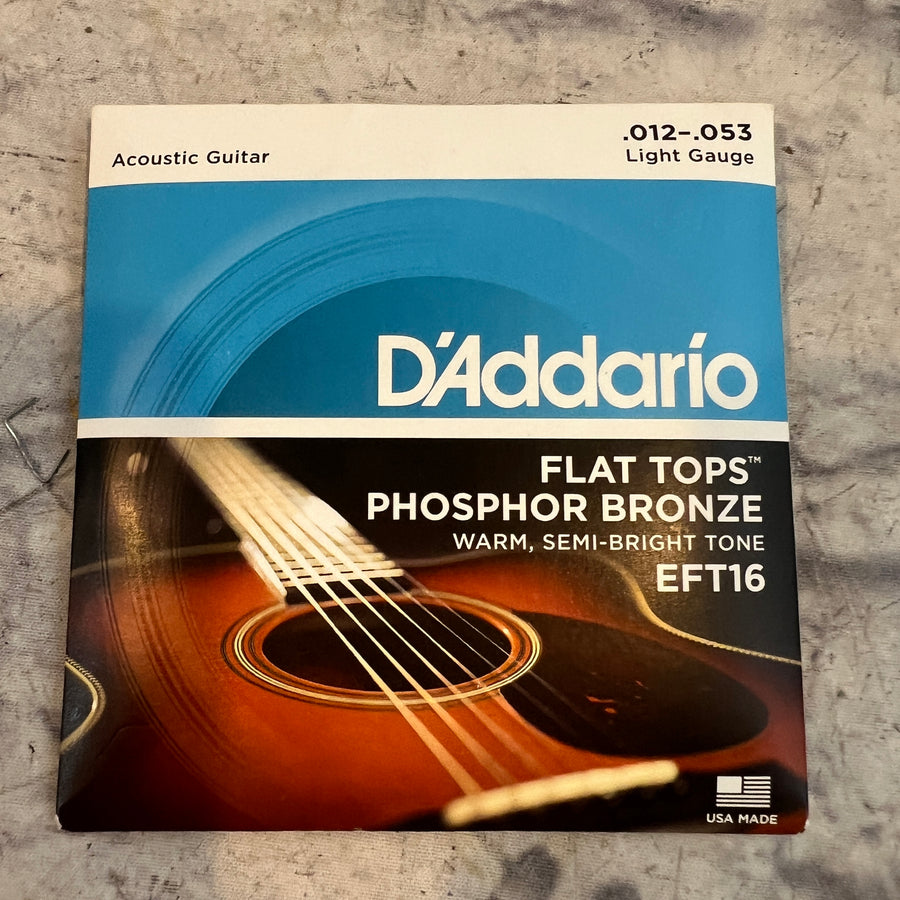 Acoustic Guitar
.012–.053
Light Gauge
D'Addario
FLAT TOPS™
PHOSPHOR BRONZE
WARM, SEMI-BRIGHT TONE
EFT16
USA MADE